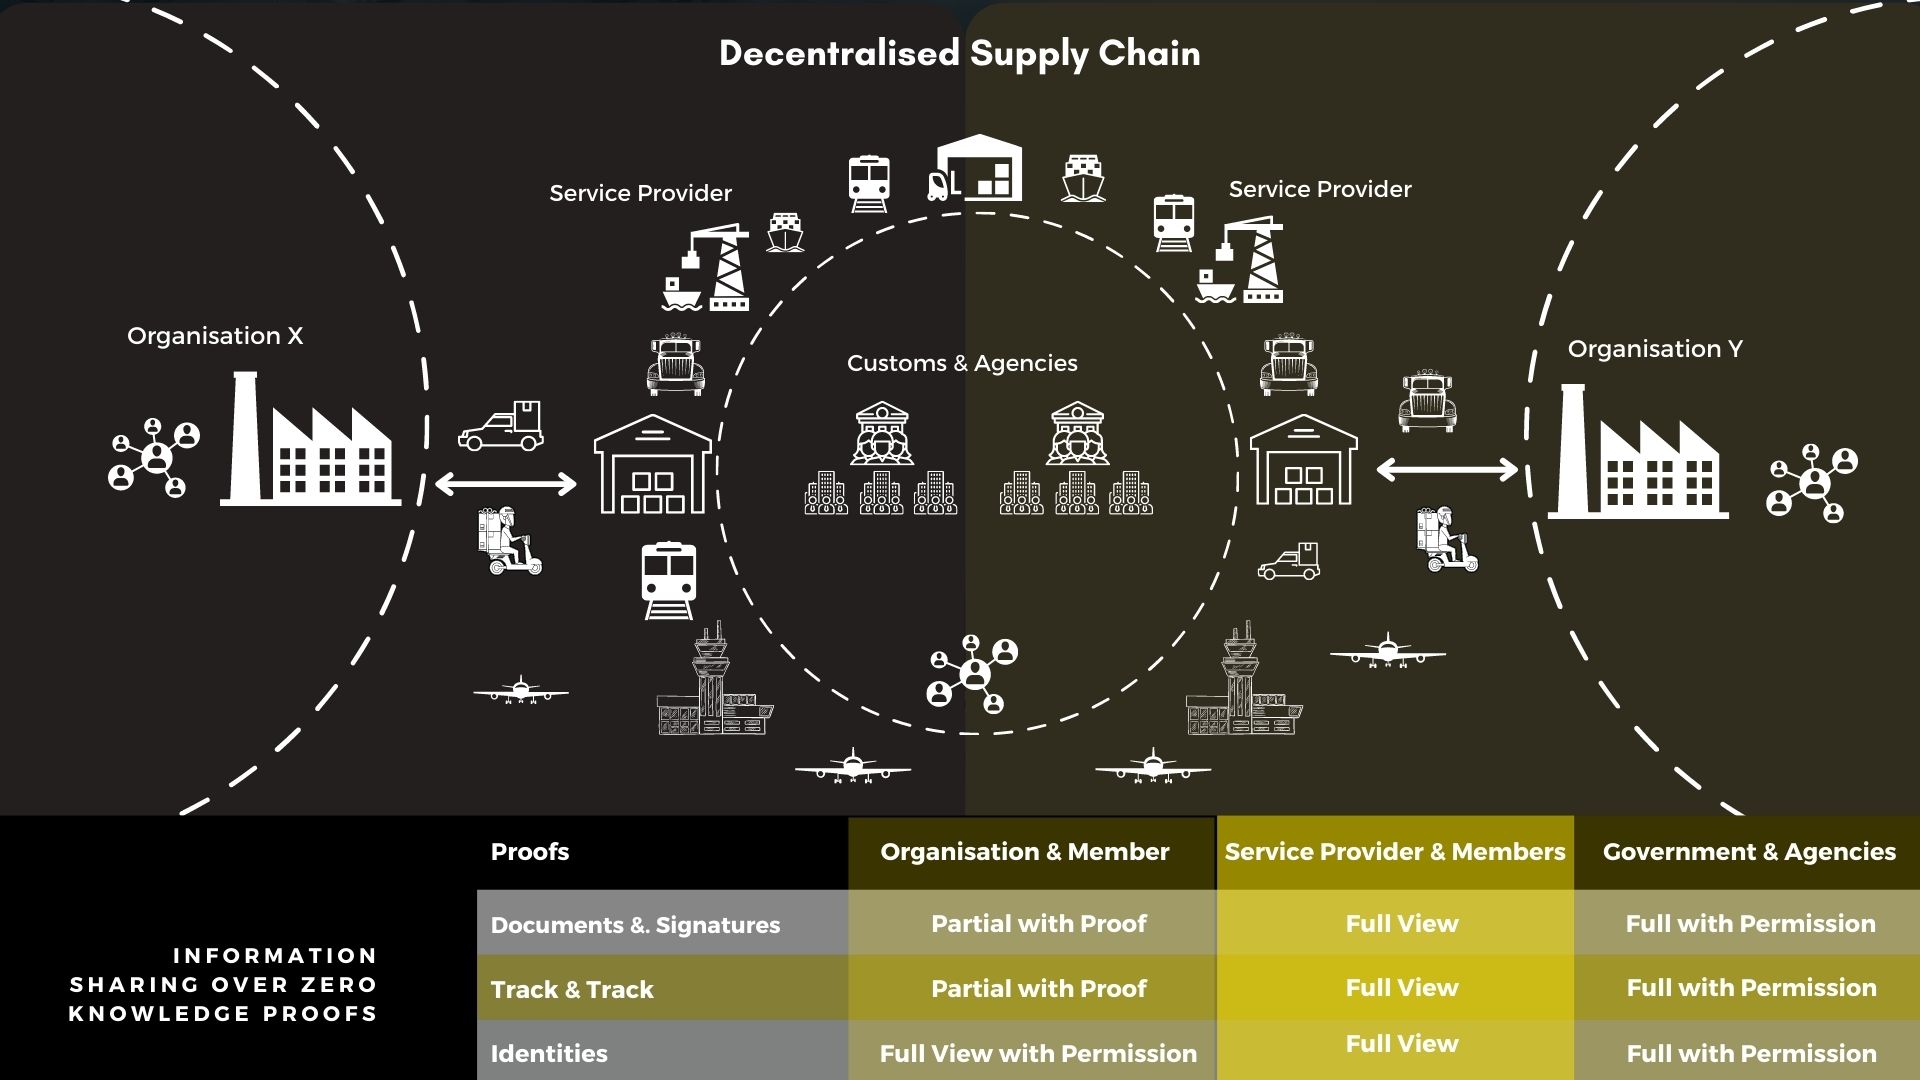 Decentralised Supply Chain
Service Provider
Service Provider
Organisation X
Organisation Y
Customs & Agencies
Proofs
Organisation & Member
Service Provider & Members
Government & Agencies
Documents &. Signatures
Partial with Proof
Full View
Full with Permission
Track & Track
Partial with Proof
Full View
Full with Permission
Identities
Full View with Permission
Full View
Full with Permission
INFORMATION
SHARING OVER ZERO
KNOWLEDGE PROOFS